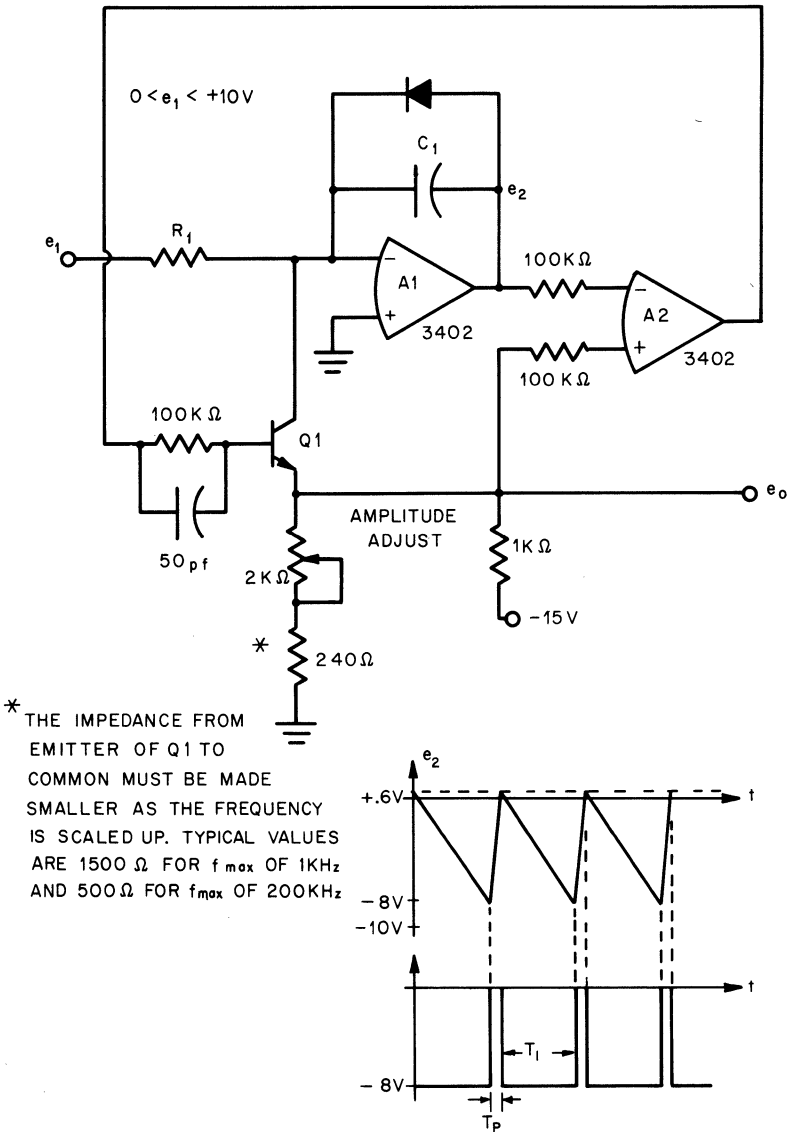 0 < e1 < +10V
C1
e2
R1
e1
−
A1
+
3402
100KΩ
−
A2
+
3402
100KΩ
100KΩ
Q1
50pf
eo
AMPLITUDE
ADJUST
1KΩ
2KΩ
−15V
*
240Ω
* THE IMPEDANCE FROM
EMITTER OF Q1 TO
COMMON MUST BE MADE
SMALLER AS THE FREQUENCY
IS SCALED UP. TYPICAL VALUES
ARE 1500 Ω FOR f max OF 1KHz
AND 500Ω FOR fmax OF 200KHz
e2
+.6V
t
−8V
−10V
t
T1
−8V
TP